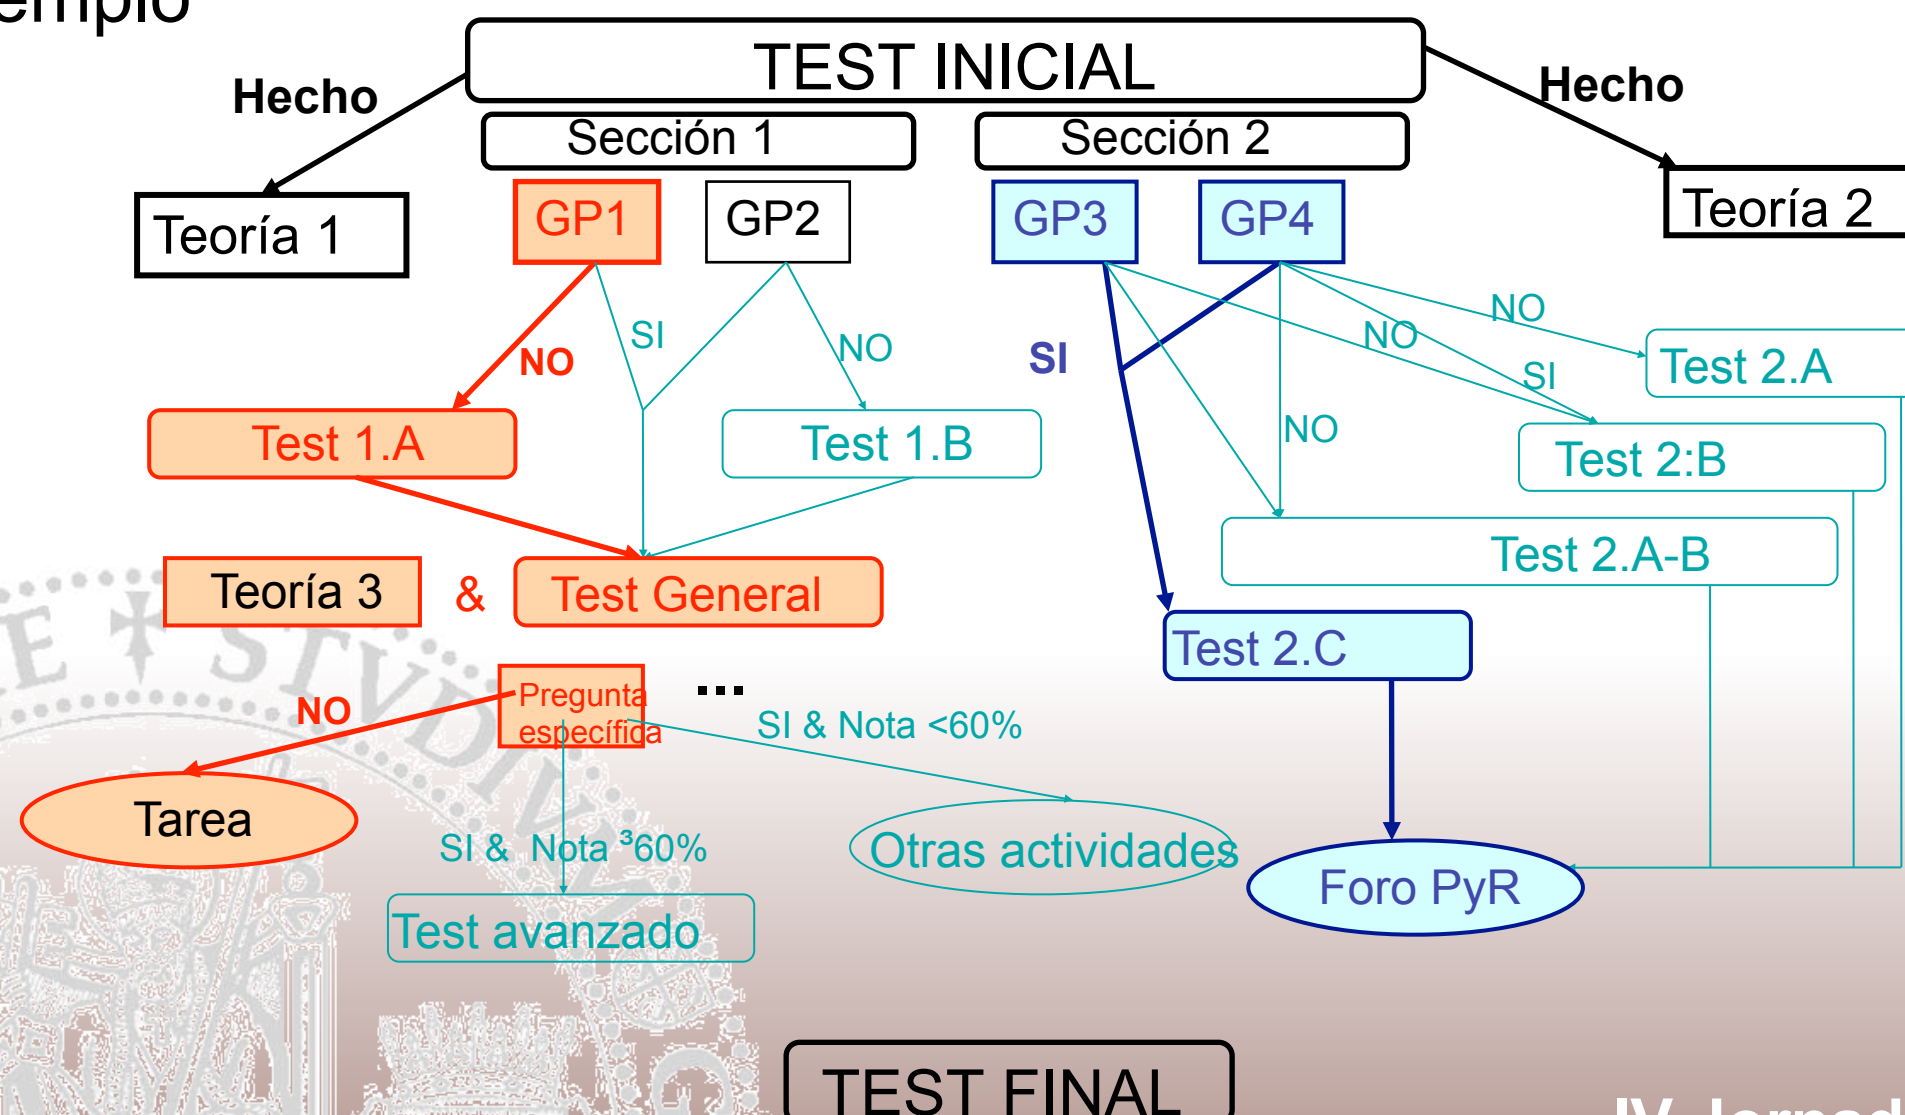 TEST INICIAL
Hecho
Hecho
Sección 1
Sección 2
Teoría 1
GP1
GP2
GP3
GP4
Teoría 2
NO
SI
NO
SI
NO
NO
SI
NO
Test 2.A
Test 1.A
Test 1.B
Test 2:B
Test 2.A-B
Teoría 3
&
Test General
Test 2.C
Pregunta
específica
...
NO
SI & Nota <60%
Tarea
SI & Nota ³60%
Otras actividades
Foro PyR
Test avanzado
TEST FINAL